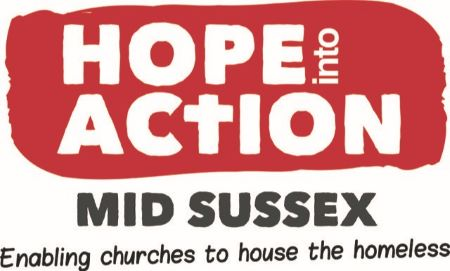 HOPE into
ACtION
MID SUSSEX
Enabling churches to house the homeless